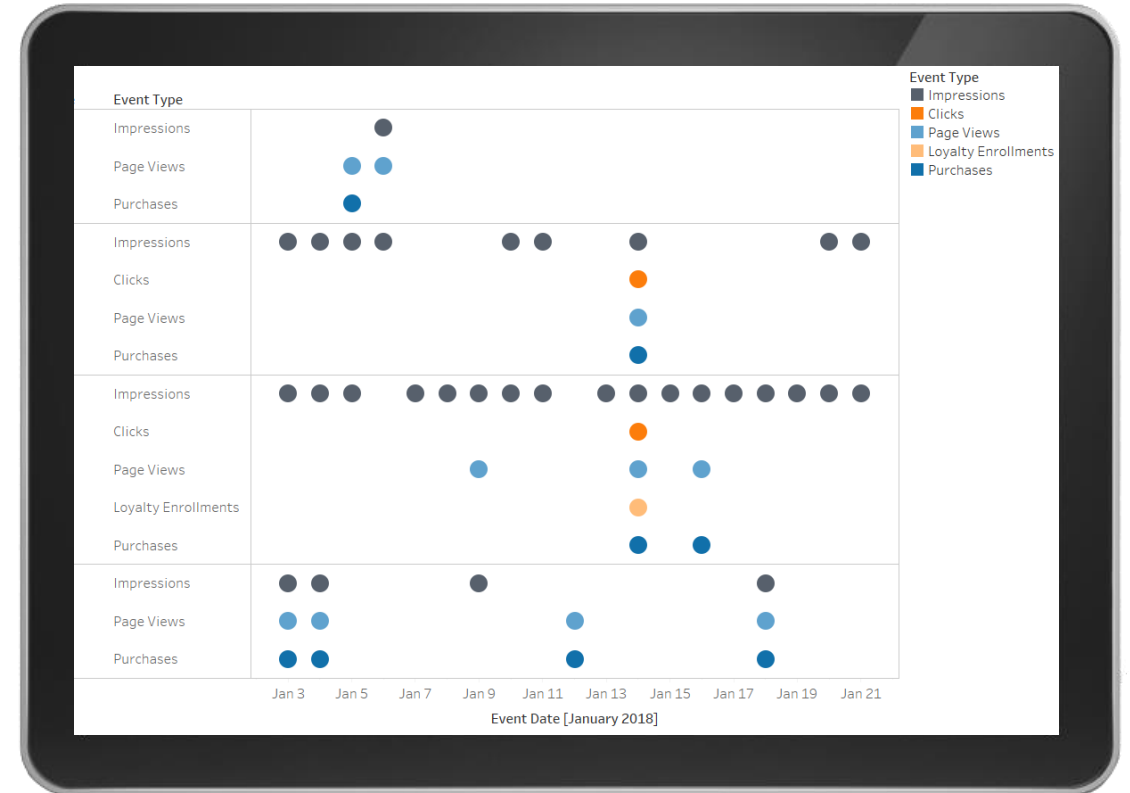 Event Type
Impressions
Page Views
Purchases
Impressions
Clicks
Page Views
Purchases
Impressions
Clicks
Page Views
Loyalty Enrollments
Purchases
Impressions
Page Views
Purchases
Jan 3 Jan 5 Jan 7 Jan 9 Jan 11 Jan 13 Jan 15 Jan 17 Jan 19 Jan 21
Event Date [January 2018]
Event Type
Impressions
Clicks
Page Views
Loyalty Enrollments
Purchases